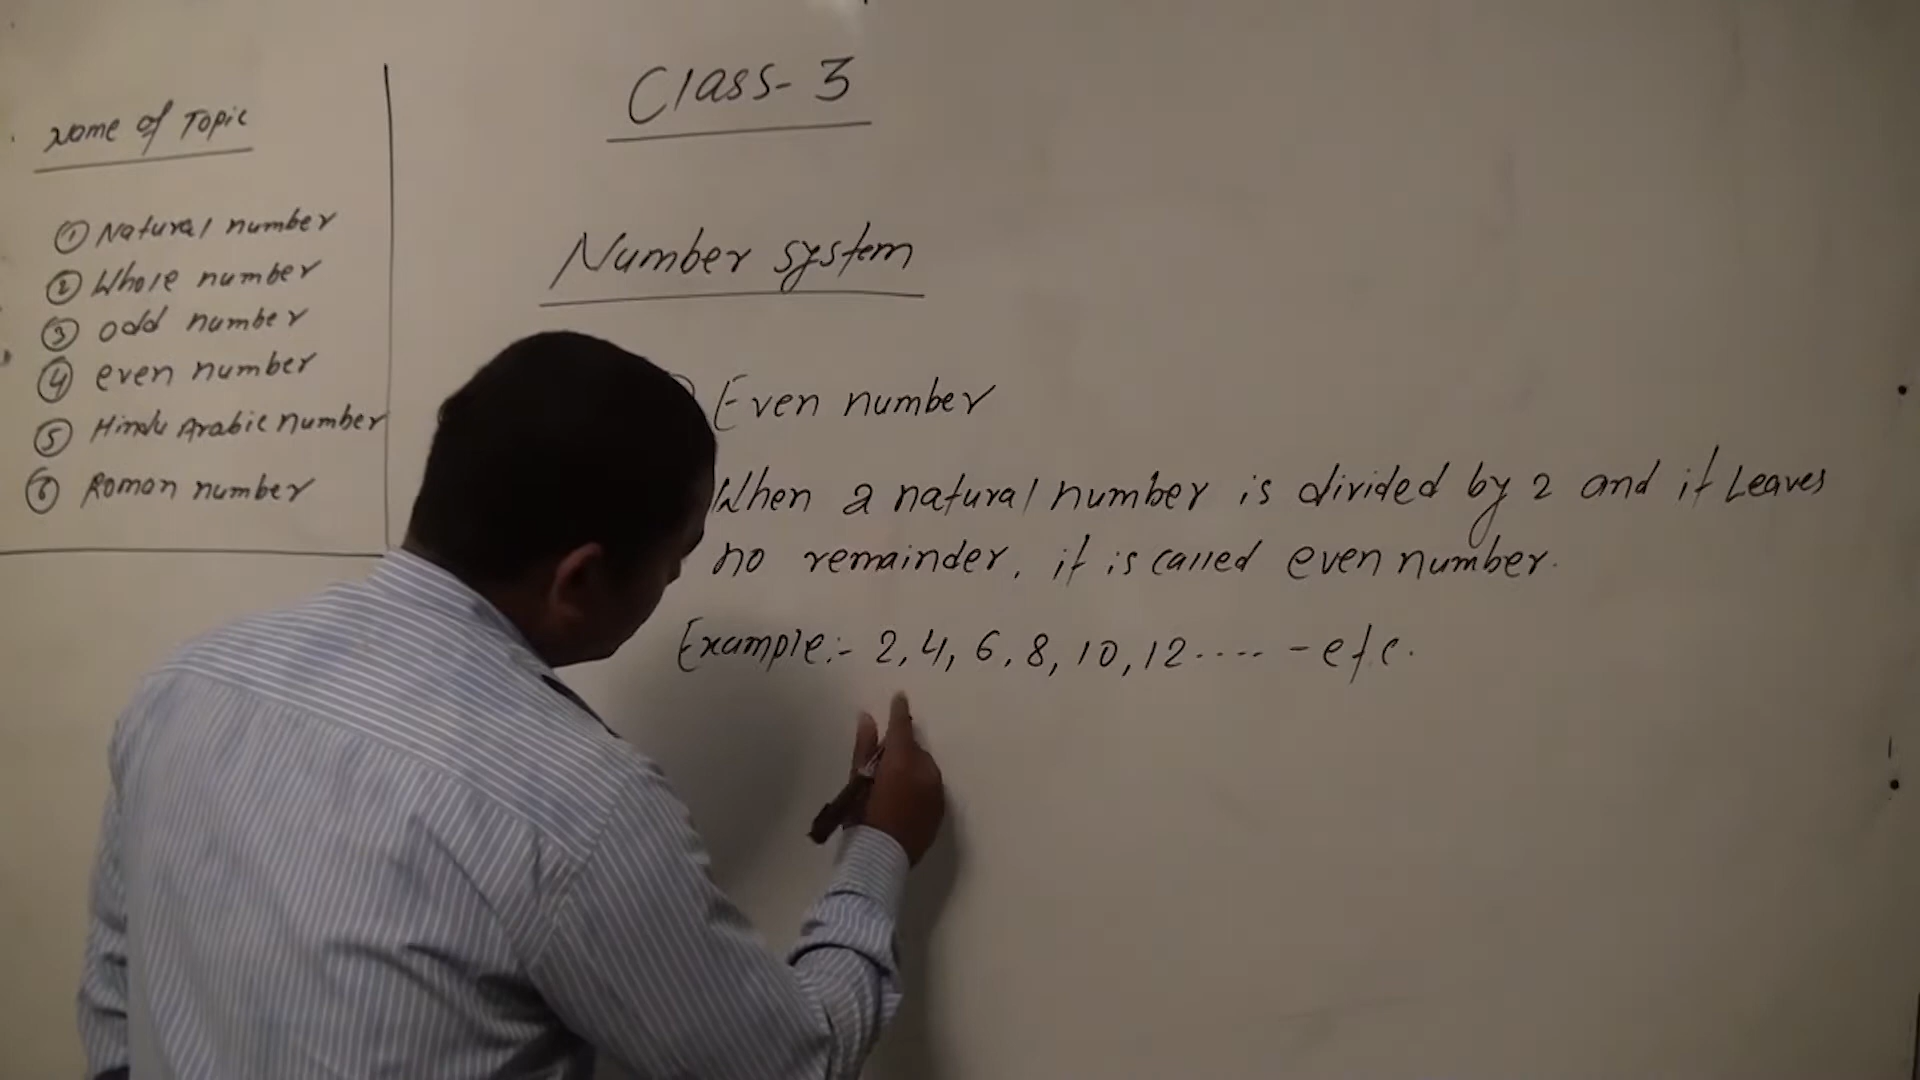 Name of Topic
① Natural number
② Whole number
③ odd number
④ even number
⑤ Hindu Arabic number
⑥ Roman number
Class- 3
Number system
Even number
When a natural number is divided by 2 and it Leaves
no remainder, it is called even number.
Example:- 2, 4, 6, 8, 10, 12 .... - etc.